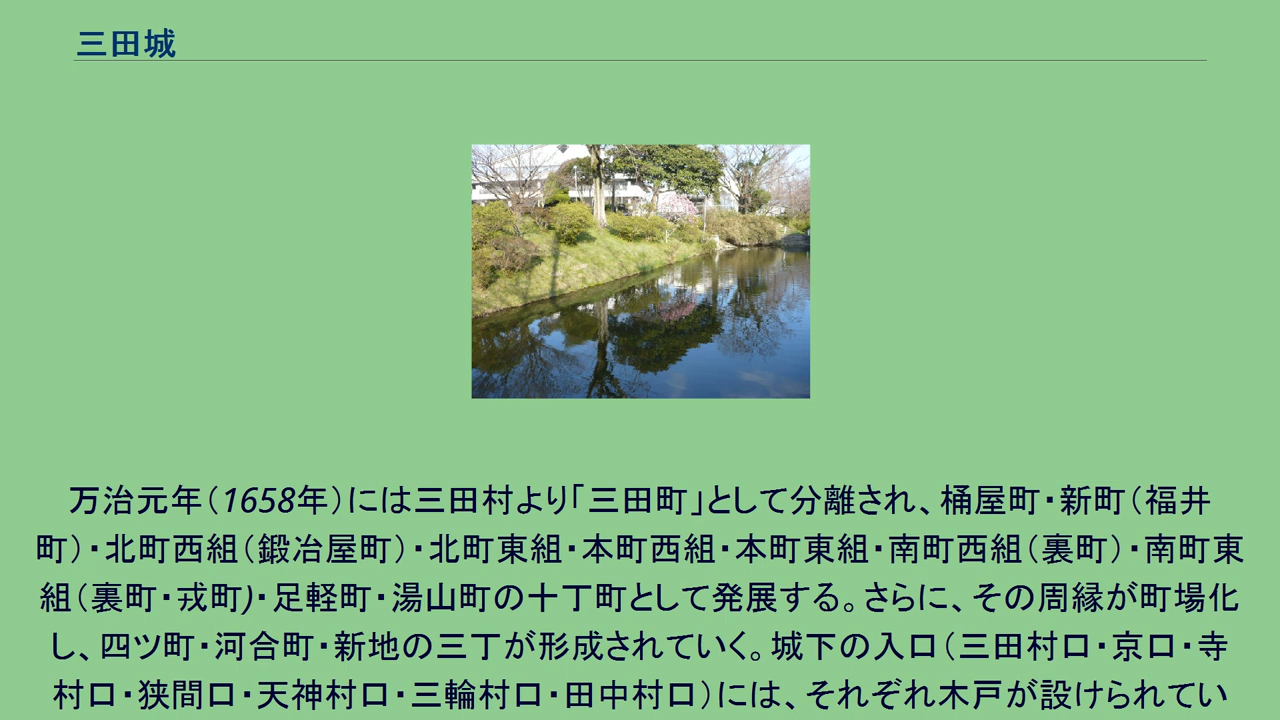 三田城
万治元年（1658年）には三田村より「三田町」として分離され、桶屋町・新町（福井
町）・北町西組（鍛冶屋町）・北町東組・本町西組・本町東組・南町西組（裏町）・南町東
組（裏町・戎町)・足軽町・湯山町の十丁町として発展する。さらに、その周縁が町場化
し、四ツ町・河合町・新地の三丁が形成されていく。城下の入口（三田村口・京口・寺
村口・狭間口・天神村口・三輪村口・田中村口）には、それぞれ木戸が設けられてい